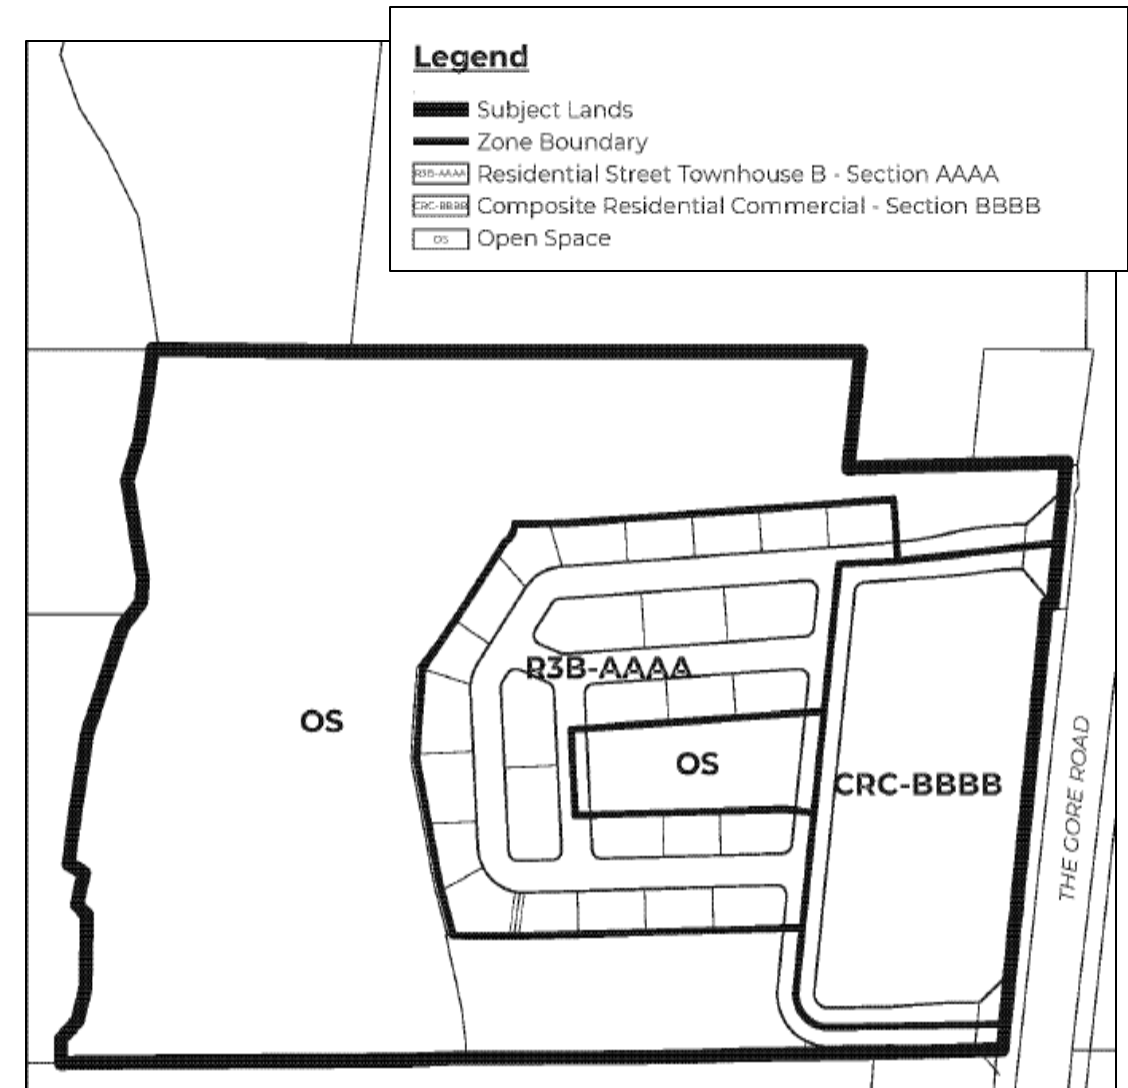 Legend
Subject Lands
Zone Boundary
R3B-AAAA Residential Street Townhouse B - Section AAAA
CRC-BBBB Composite Residential Commercial - Section BBBB
OS Open Space
R3B-AAAA
OS
OS
CRC-BBBB
THE GORE ROAD